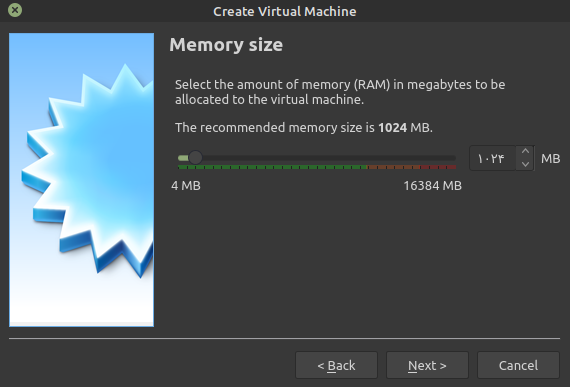 Create Virtual Machine
Memory size
Select the amount of memory (RAM) in megabytes to be
allocated to the virtual machine.
The recommended memory size is 1024 MB.
۱۰۲۴ MB
4 MB 16384 MB
< Back Next > Cancel